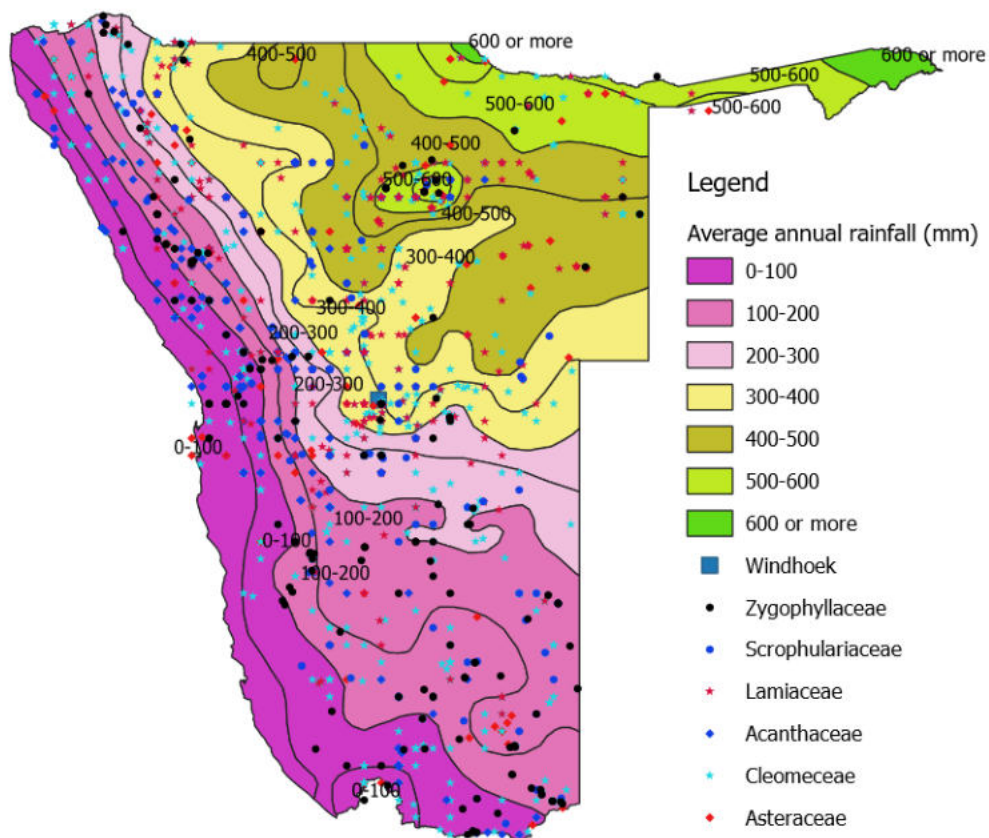 600 or more
400-500
600 or more
500-600
500-600
500-600
400-500
500-600
400-500
300-400
300-400
200-300
200-300
0-100
100-200
0-100
100-200
0-100
Legend
Average annual rainfall (mm)
0-100
100-200
200-300
300-400
400-500
500-600
600 or more
Windhoek
Zygophyllaceae
Scrophulariaceae
Lamiaceae
Acanthaceae
Cleomeceae
Asteraceae